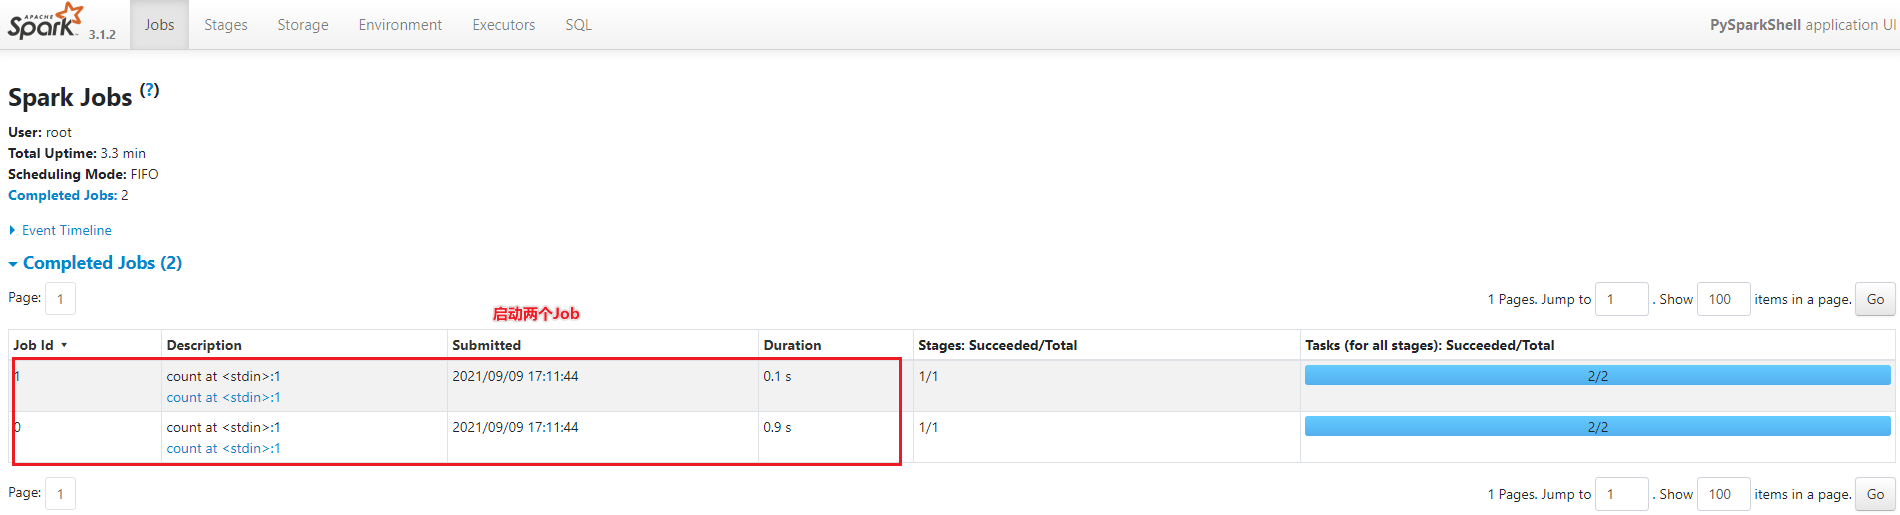 APACHE
Spark 3.1.2 Jobs Stages Storage Environment Executors SQL PySparkShell application UI
Spark Jobs (?)
User: root
Total Uptime: 3.3 min
Scheduling Mode: FIFO
Completed Jobs: 2
Event Timeline
Completed Jobs (2)
Page: 1 1 Pages. Jump to 1 . Show 100 items in a page. Go
启动两个Job
Job Id Description Submitted Duration Stages: Succeeded/Total Tasks (for all stages): Succeeded/Total
1 count at <stdin>:1 2021/09/09 17:11:44 0.1 s 1/1 2/2
count at <stdin>:1
0 count at <stdin>:1 2021/09/09 17:11:44 0.9 s 1/1 2/2
count at <stdin>:1
Page: 1 1 Pages. Jump to 1 . Show 100 items in a page. Go